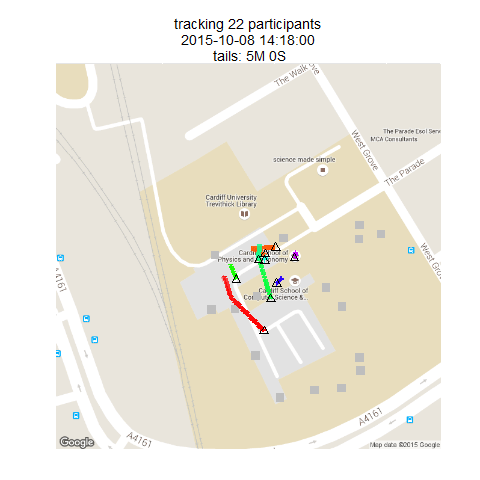 tracking 22 participants
2015-10-08 14:18:00
tails: 5M 0S
The Walk
West Grove
The Parade Esol Serv
MCA Consultants
science made simple
The Parade
Cardiff University
Trevithick Library
West Grove
Cardiff School of
Physics and Astronomy
Cardiff School of
Computer Science &...
A4161
A4161
A4161
Google
Map data ©2015 Google